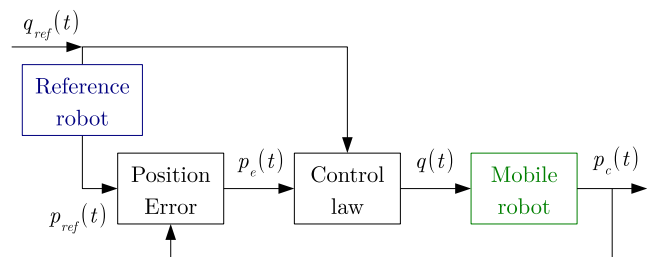 q_ref(t)
Reference
robot
p_ref(t)
Position
Error
p_e(t)
Control
law
q(t)
Mobile
robot
p_c(t)